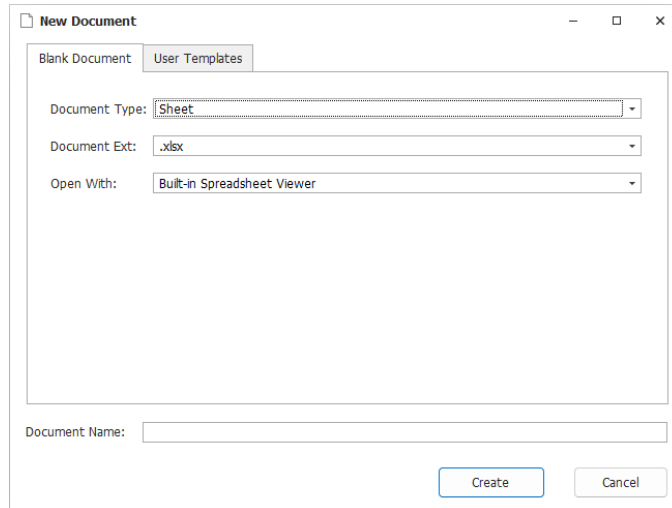 New Document
Blank Document User Templates
Document Type: Sheet
Document Ext: .xlsx
Open With: Built-in Spreadsheet Viewer
Document Name:
Create Cancel